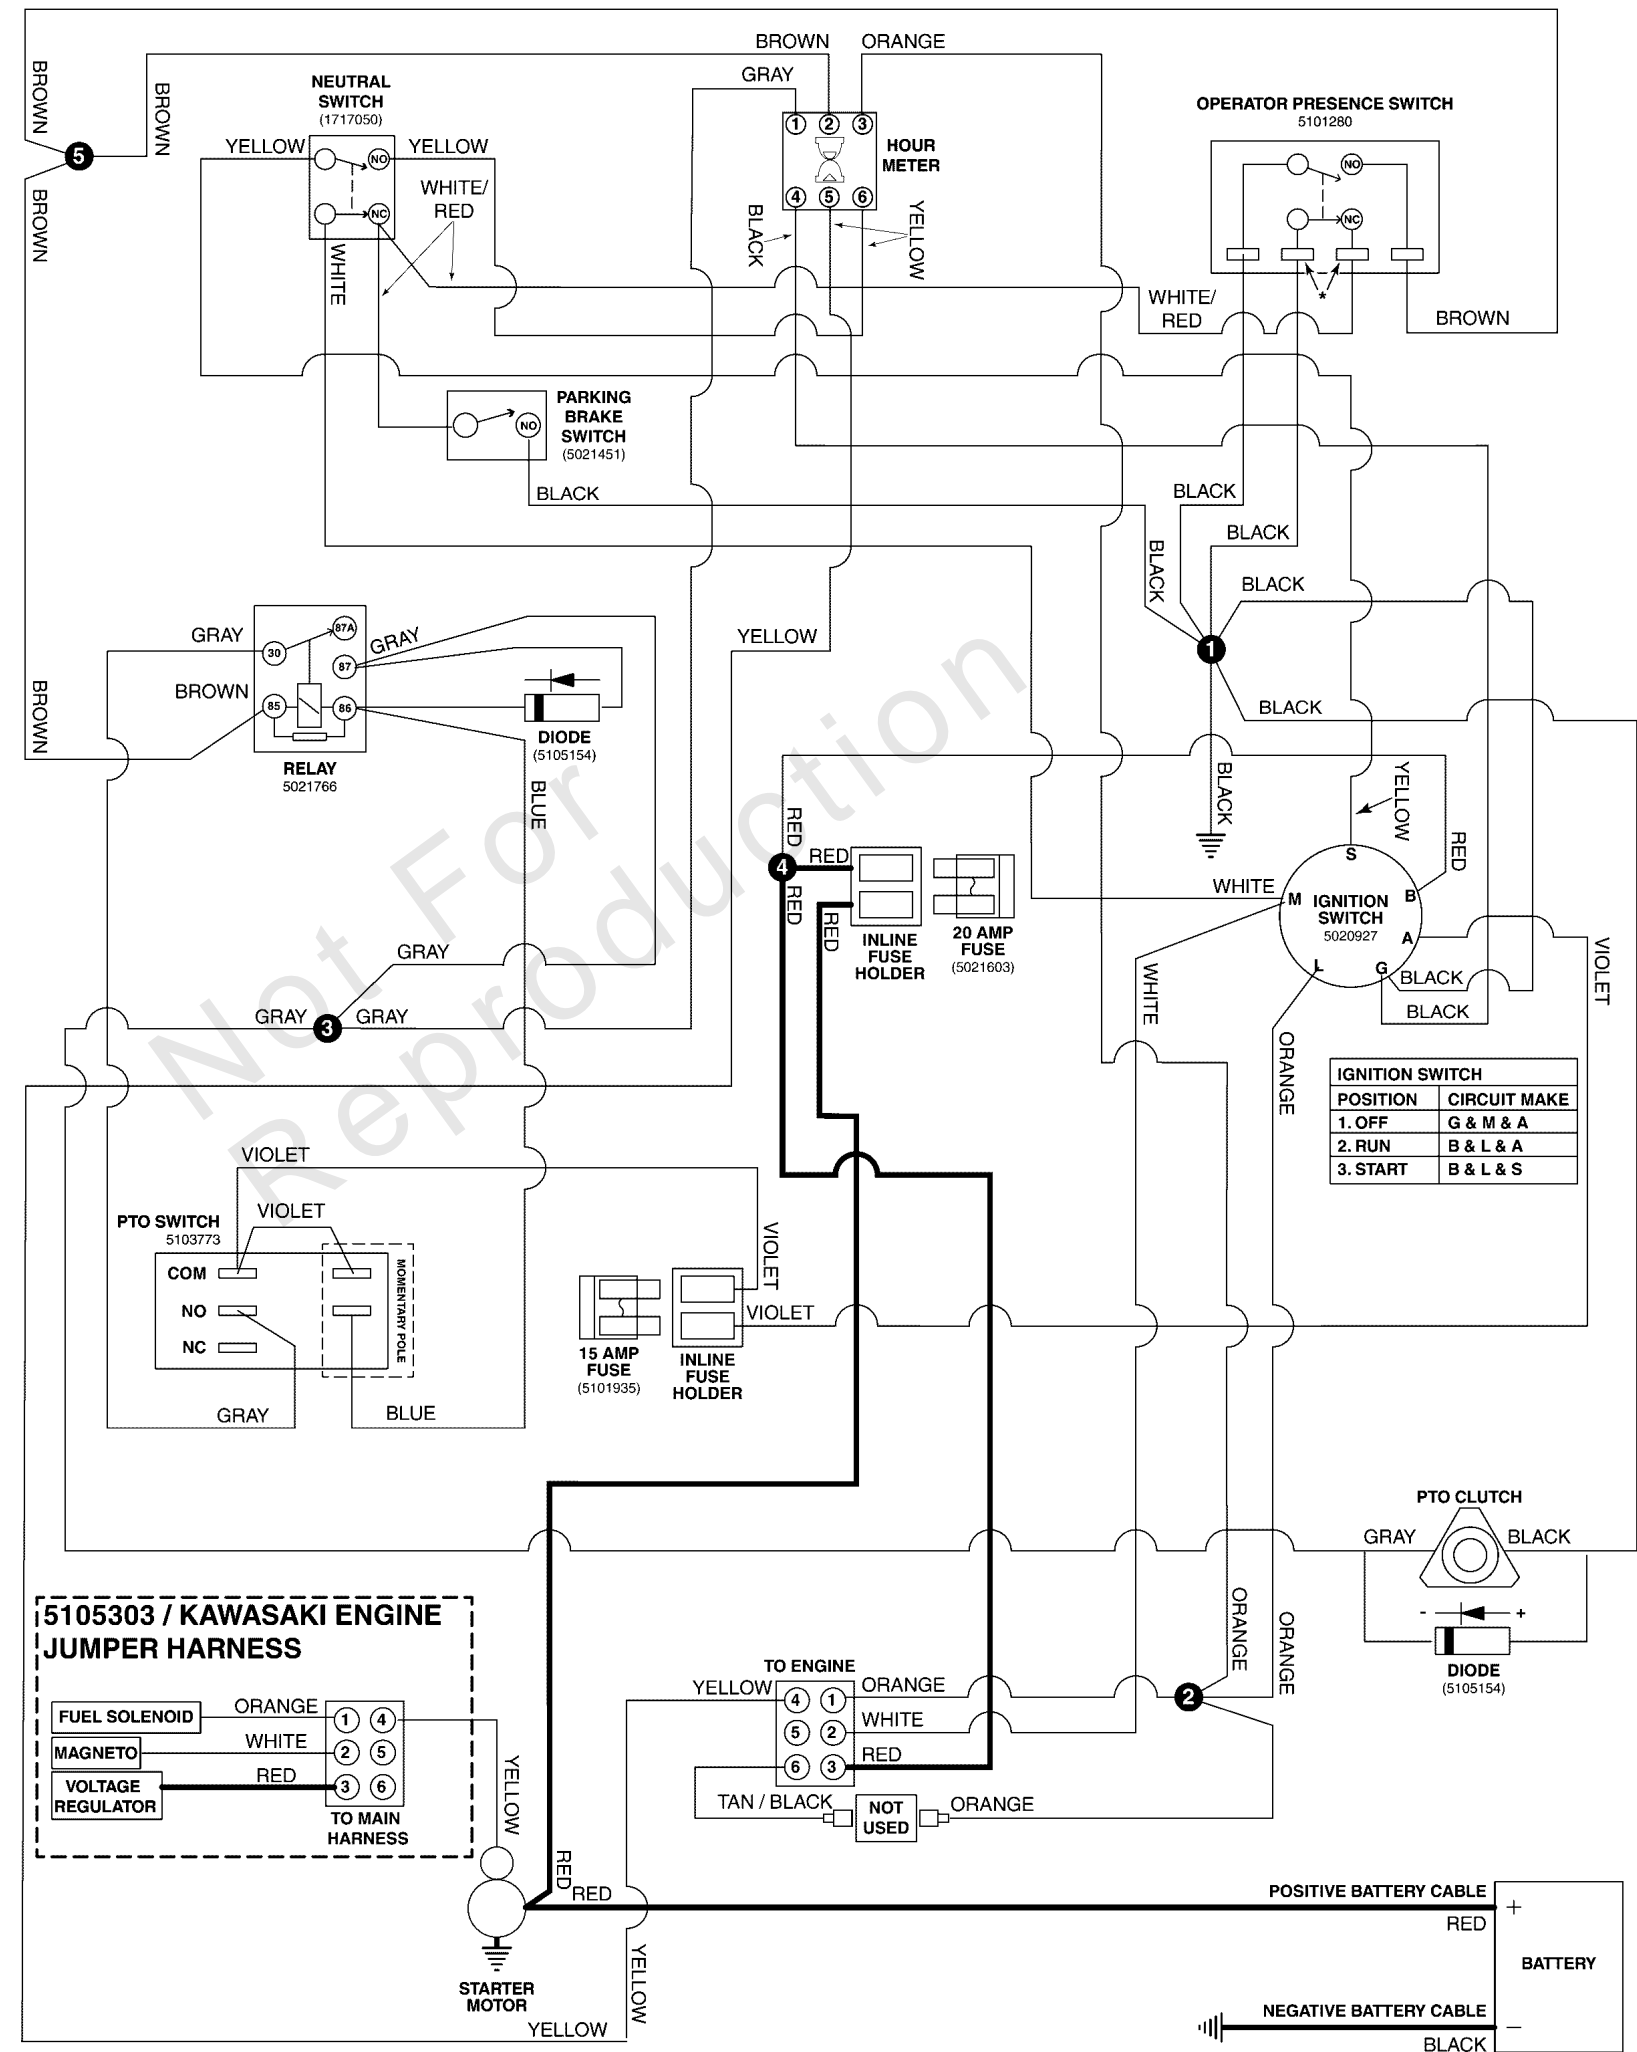 BROWN ORANGE
GRAY
BROWN
BROWN
NEUTRAL
SWITCH
(1717050)
OPERATOR PRESENCE SWITCH
5101280
1 2 3
HOUR
METER
4 5 6
YELLOW NO YELLOW
NC
WHITE/
RED
5
NO
NC
BROWN
WHITE
BLACK
YELLOW
*
WHITE/
RED
BROWN
PARKING
BRAKE
SWITCH
(5021451)
NO
BLACK
BLACK
BLACK
BLACK
BLACK
1
BLACK
BLACK
GRAY
30 87A
87
GRAY
BROWN
85 86
RELAY
5021766
DIODE
(5105154)
BROWN
BLUE
YELLOW
RED
4
RED
RED
RED
INLINE
FUSE
HOLDER
20 AMP
FUSE
(5021603)
YELLOW
RED
S
WHITE
M
B
IGNITION
SWITCH
5020927
A
L
G
BLACK
BLACK
VIOLET
WHITE
ORANGE
GRAY
GRAY
3
GRAY
IGNITION SWITCH
POSITION CIRCUIT MAKE
1. OFF G & M & A
2. RUN B & L & A
3. START B & L & S
VIOLET
VIOLET
PTO SWITCH
5103773
COM
NO
NC
MOMENTARY POLE
GRAY
BLUE
VIOLET
VIOLET
15 AMP
FUSE
(5101935)
INLINE
FUSE
HOLDER
PTO CLUTCH
GRAY
BLACK
- +
DIODE
(5105154)
5105303 / KAWASAKI ENGINE
JUMPER HARNESS
FUEL SOLENOID ORANGE 1 4
MAGNETO WHITE 2 5
VOLTAGE
REGULATOR
RED 3 6
TO MAIN
HARNESS
YELLOW
TO ENGINE
YELLOW 4 1 ORANGE
5 2 WHITE
6 3 RED
2
ORANGE
ORANGE
TAN / BLACK
NOT
USED
ORANGE
RED
RED
STARTER
MOTOR
YELLOW
YELLOW
POSITIVE BATTERY CABLE +
RED
BATTERY
NEGATIVE BATTERY CABLE -
BLACK
Not For
Reproduction